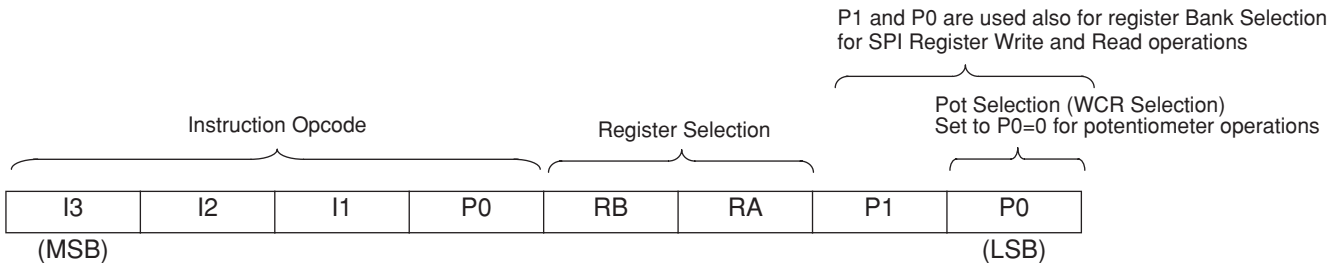 P1 and P0 are used also for register Bank Selection
for SPI Register Write and Read operations
Pot Selection (WCR Selection)
Set to P0=0 for potentiometer operations
Instruction Opcode
Register Selection
I3 I2 I1 P0 RB RA P1 P0
(MSB) (LSB)